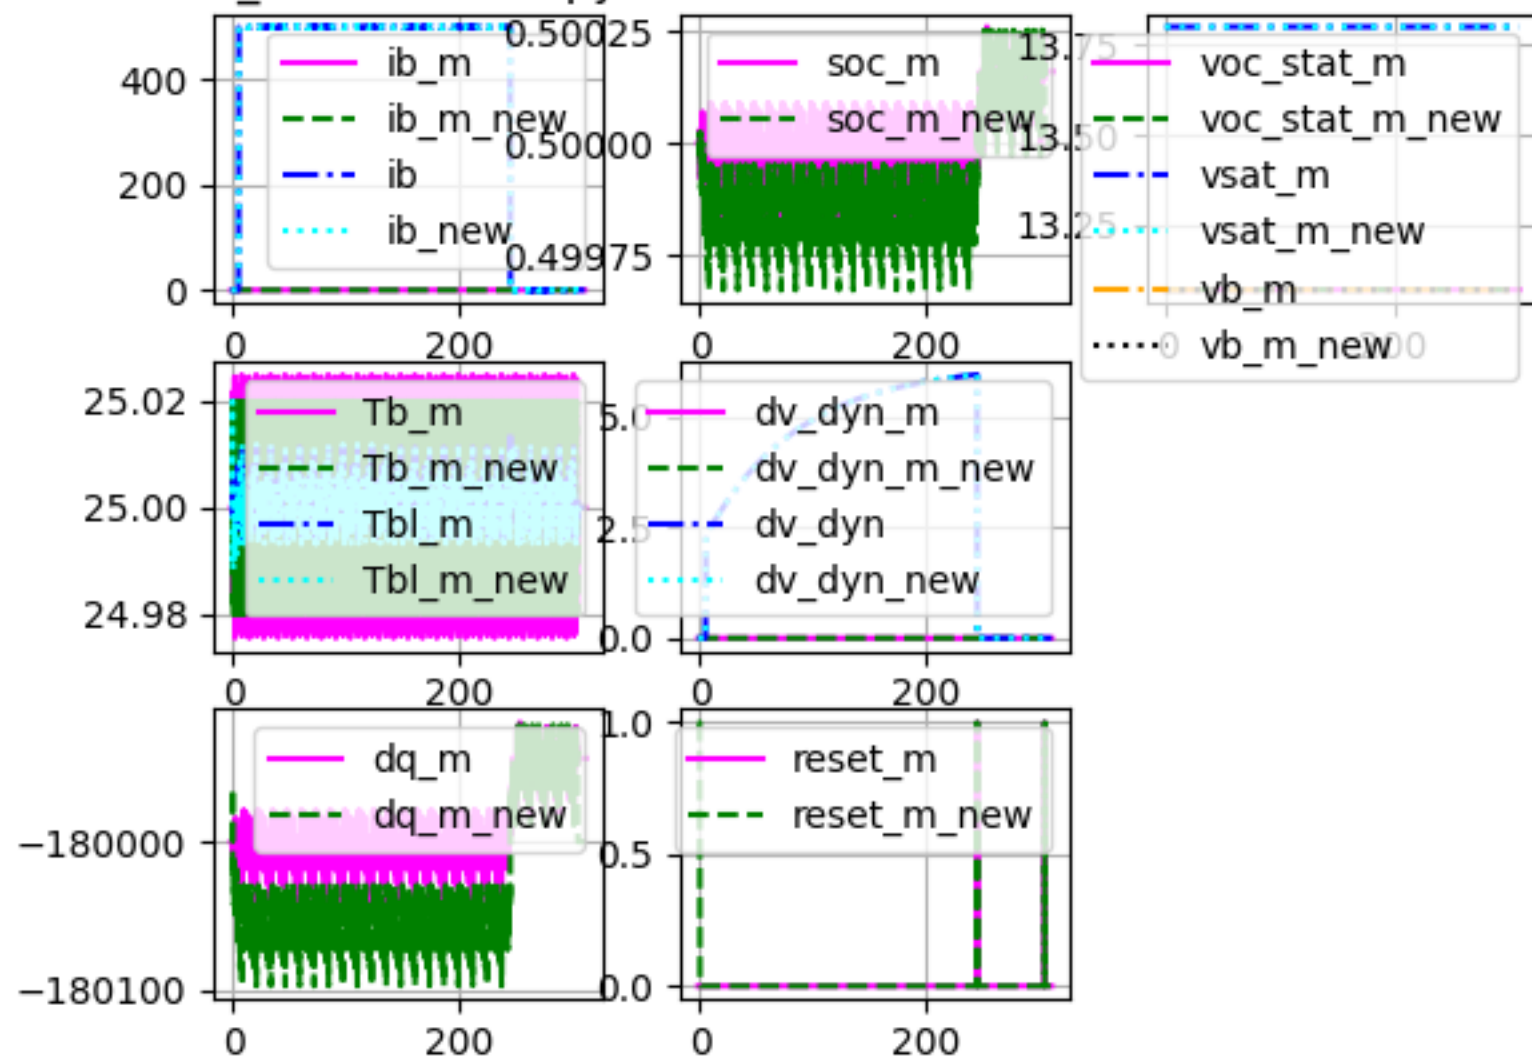 400
200
0
0
200
ib_m
ib_m_new
ib
ib_new
0.50025
0.50000
0.49975
0
200
soc_m
soc_m_new
13.75
13.50
13.25
0
voc_stat_m
voc_stat_m_new
vsat_m
vsat_m_new
vb_m
vb_m_new
25.02
25.00
24.98
0
200
Tb_m
Tb_m_new
Tbl_m
Tbl_m_new
5.0
2.5
0.0
0
200
dv_dyn_m
dv_dyn_m_new
dv_dyn
dv_dyn_new
−180000
−180100
0
200
dq_m
dq_m_new
1.0
0.5
0.0
0
200
reset_m
reset_m_new